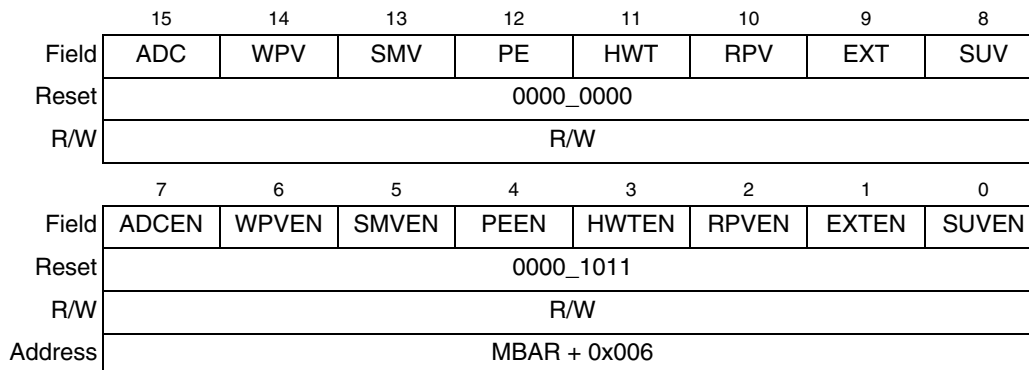 15 14 13 12 11 10 9 8
Field ADC WPV SMV PE HWT RPV EXT SUV
Reset 0000_0000
R/W R/W
7 6 5 4 3 2 1 0
Field ADCEN WPVEN SMVEN PEEN HWTEN RPVEN EXTEN SUVEN
Reset 0000_1011
R/W R/W
Address MBAR + 0x006